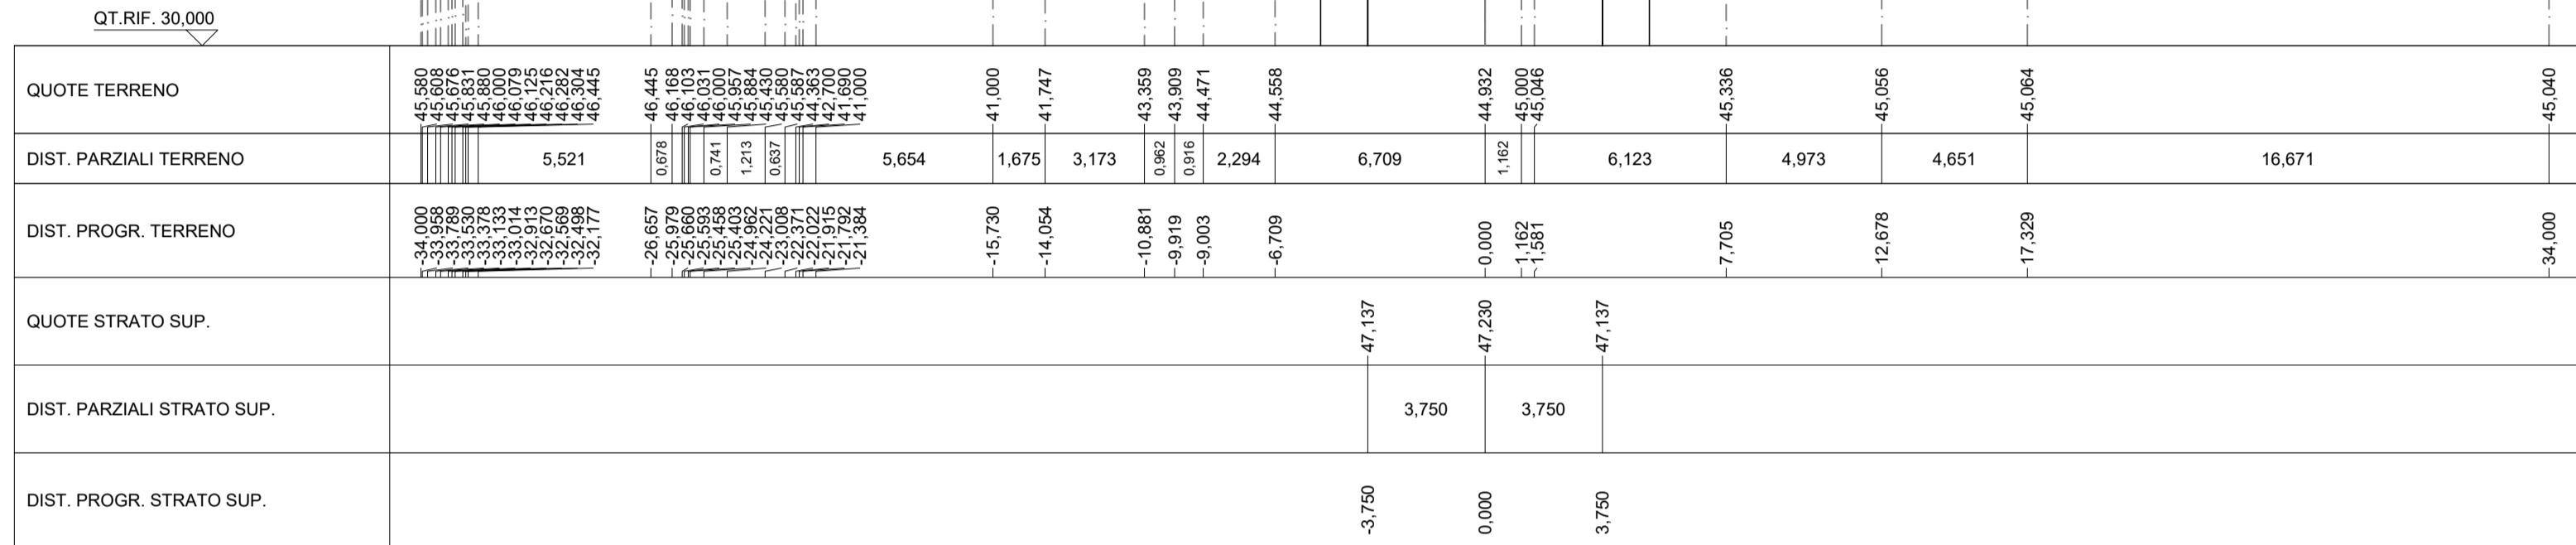 QT.RIF. 30,000
QUOTE TERRENO
45,580 45,608 45,676 45,831 45,880 46,000 46,079 46,125 46,216 46,282 46,304 46,445 46,445 46,168 46,103 46,031 46,000 45,957 45,884 45,430 45,580 45,587 44,363 42,700 41,690 41,000 41,000 41,747 43,359 43,909 44,471 44,558 44,932 45,000 45,046 45,336 45,056 45,064 45,040
DIST. PARZIALI TERRENO
5,521 0,678 0,741 1,213 0,637 5,654 1,675 3,173 0,962 0,916 2,294 6,709 1,162 6,123 4,973 4,651 16,671
DIST. PROGR. TERRENO
-34,000 -33,958 -33,789 -33,530 -33,378 -33,133 -33,014 -32,913 -32,670 -32,569 -32,498 -32,177 -26,657 -25,979 -25,660 -25,593 -25,458 -25,403 -24,962 -24,221 -23,008 -22,371 -22,022 -21,915 -21,792 -21,384 -15,730 -14,054 -10,881 -9,919 -9,003 -6,709 0,000 1,162 1,581 7,705 12,678 17,329 34,000
QUOTE STRATO SUP.
47,137 47,230 47,137
DIST. PARZIALI STRATO SUP.
3,750 3,750
DIST. PROGR. STRATO SUP.
-3,750 0,000 3,750